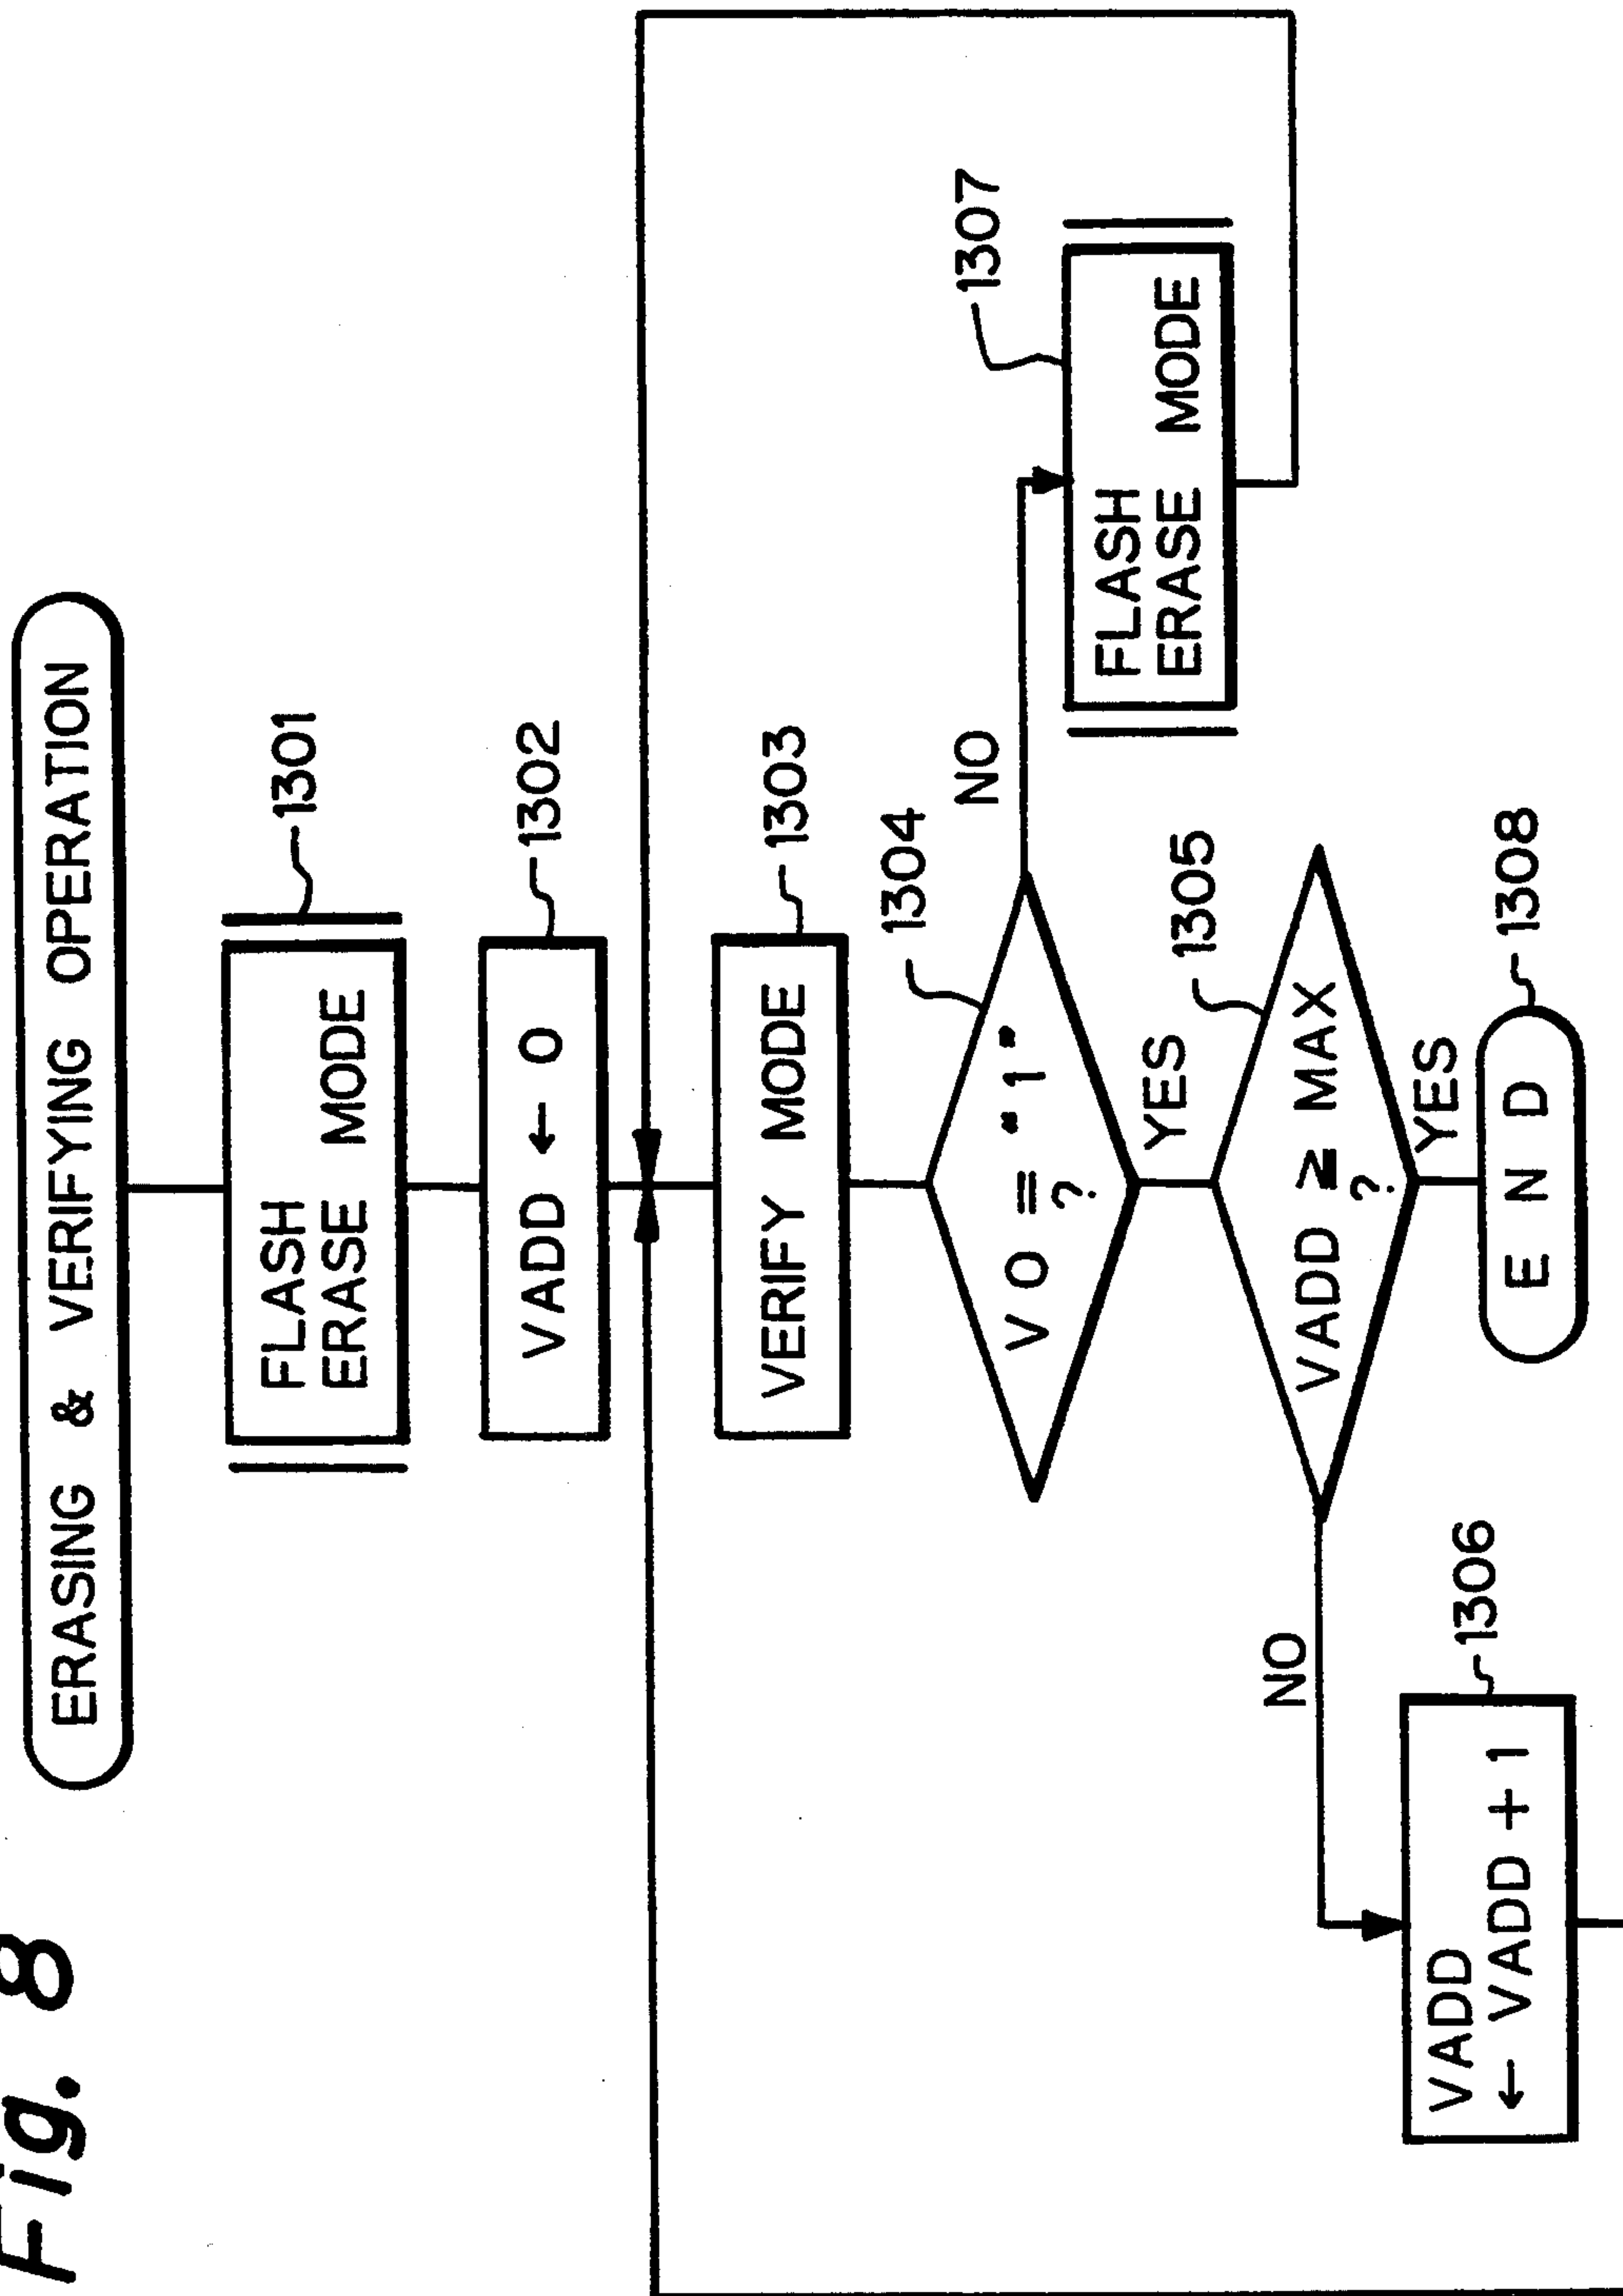 Fig. 8
ERASING & VERIFYING OPERATION
FLASH
ERASE MODE
1301
VADD ← 0
1302
VERIFY MODE
1303
VO = "1"
?
1304
NO
YES
FLASH
ERASE MODE
1307
VADD ≥ MAX
?
1305
NO
YES
VADD
← VADD + 1
1306
END
1308